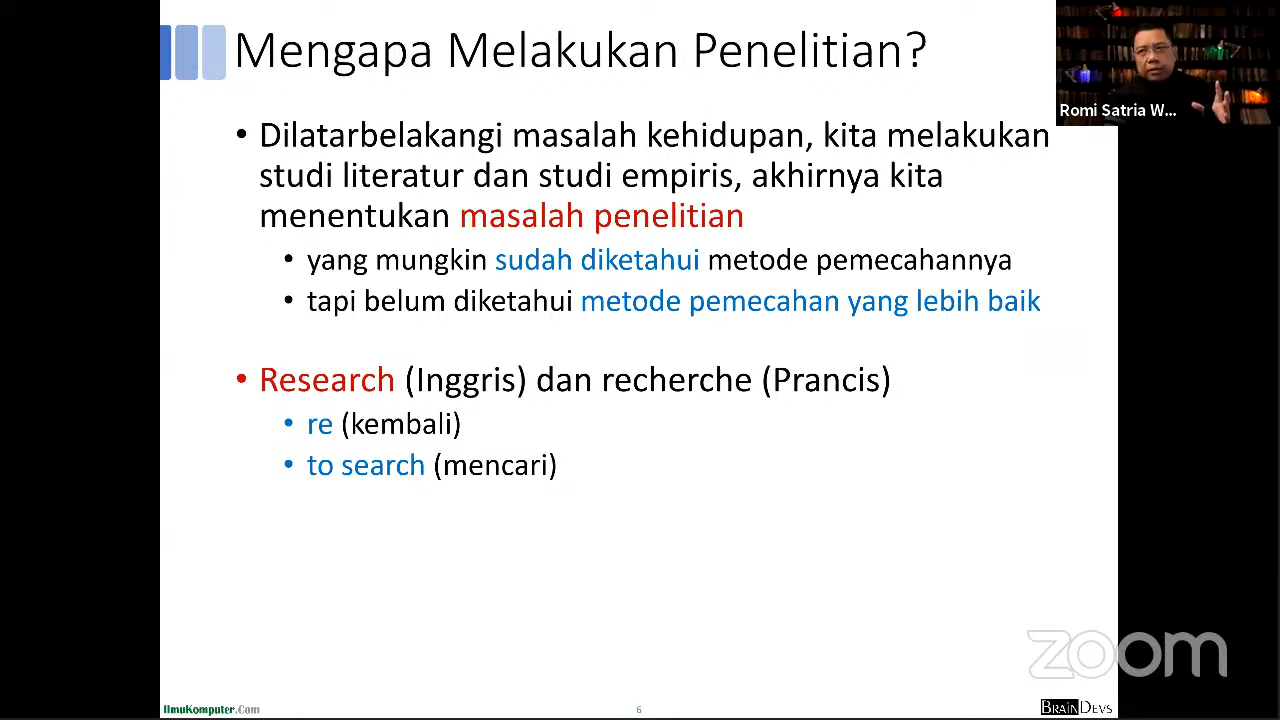 Mengapa Melakukan Penelitian?
Romi Satria W...
• Dilatarbelakangi masalah kehidupan, kita melakukan
studi literatur dan studi empiris, akhirnya kita
menentukan masalah penelitian
• yang mungkin sudah diketahui metode pemecahannya
• tapi belum diketahui metode pemecahan yang lebih baik
• Research (Inggris) dan recherche (Prancis)
• re (kembali)
• to search (mencari)
zoom
IlmuKomputer.Com
6
BRAINDEVS